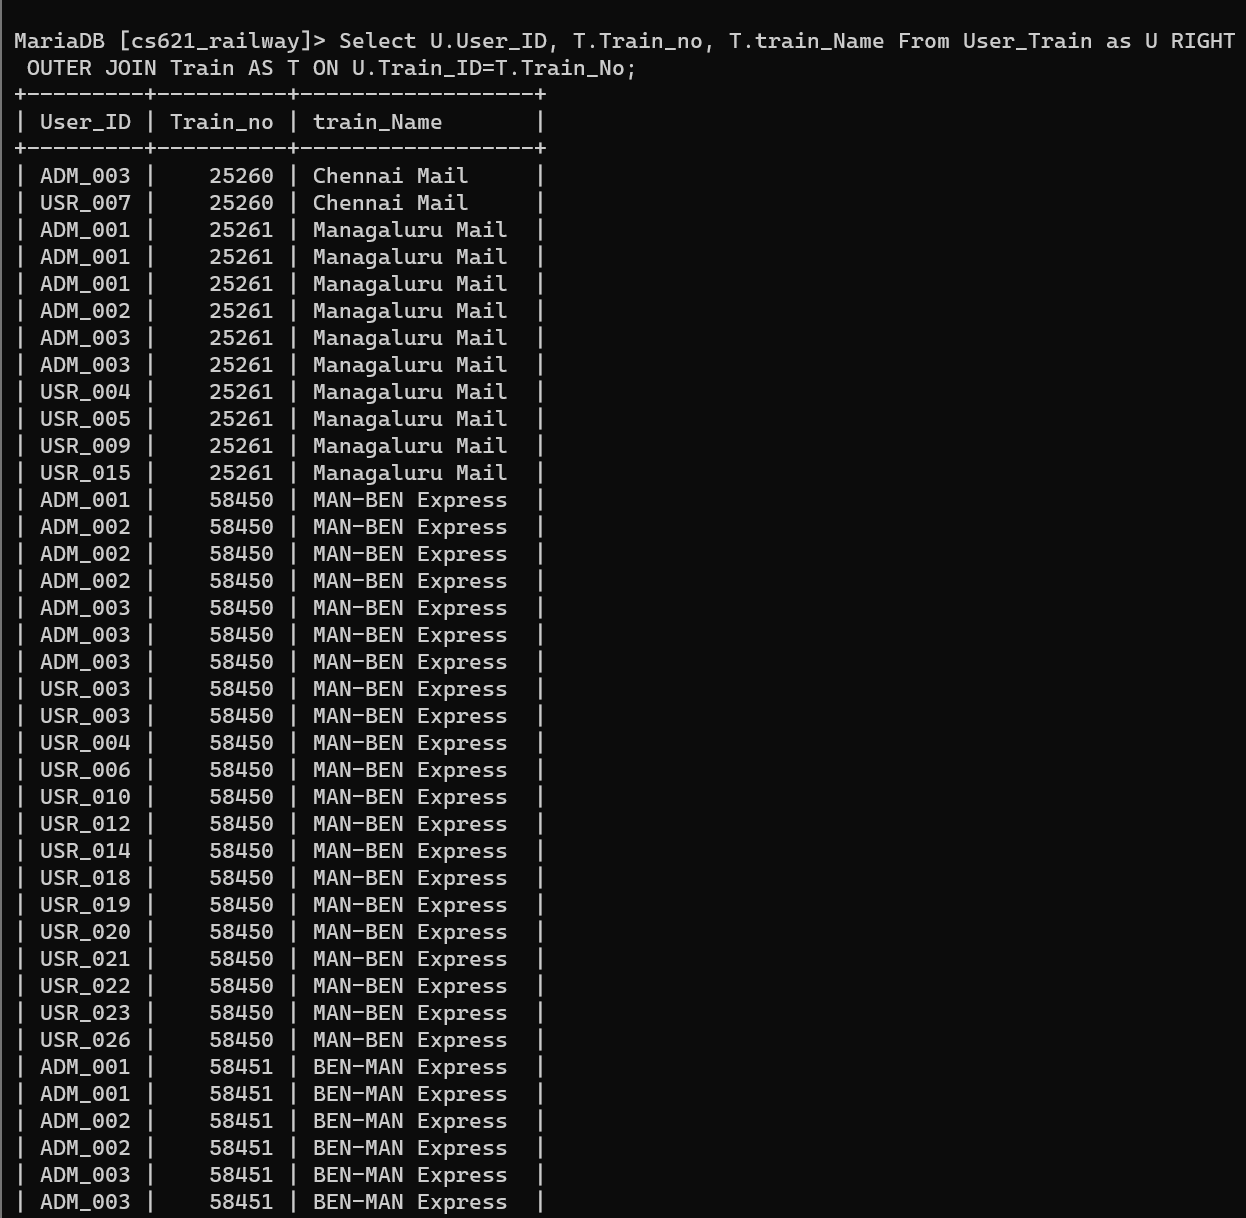 MariaDB [cs621_railway]> Select U.User_ID, T.Train_no, T.train_Name From User_Train as U RIGHT
 OUTER JOIN Train AS T ON U.Train_ID=T.Train_No;
+---------+----------+------------------+
| User_ID | Train_no | train_Name       |
+---------+----------+------------------+
| ADM_003 |    25260 | Chennai Mail     |
| USR_007 |    25260 | Chennai Mail     |
| ADM_001 |    25261 | Managaluru Mail  |
| ADM_001 |    25261 | Managaluru Mail  |
| ADM_001 |    25261 | Managaluru Mail  |
| ADM_002 |    25261 | Managaluru Mail  |
| ADM_003 |    25261 | Managaluru Mail  |
| ADM_003 |    25261 | Managaluru Mail  |
| USR_004 |    25261 | Managaluru Mail  |
| USR_005 |    25261 | Managaluru Mail  |
| USR_009 |    25261 | Managaluru Mail  |
| USR_015 |    25261 | Managaluru Mail  |
| ADM_001 |    58450 | MAN-BEN Express  |
| ADM_002 |    58450 | MAN-BEN Express  |
| ADM_002 |    58450 | MAN-BEN Express  |
| ADM_002 |    58450 | MAN-BEN Express  |
| ADM_003 |    58450 | MAN-BEN Express  |
| ADM_003 |    58450 | MAN-BEN Express  |
| ADM_003 |    58450 | MAN-BEN Express  |
| USR_003 |    58450 | MAN-BEN Express  |
| USR_003 |    58450 | MAN-BEN Express  |
| USR_004 |    58450 | MAN-BEN Express  |
| USR_006 |    58450 | MAN-BEN Express  |
| USR_010 |    58450 | MAN-BEN Express  |
| USR_012 |    58450 | MAN-BEN Express  |
| USR_014 |    58450 | MAN-BEN Express  |
| USR_018 |    58450 | MAN-BEN Express  |
| USR_019 |    58450 | MAN-BEN Express  |
| USR_020 |    58450 | MAN-BEN Express  |
| USR_021 |    58450 | MAN-BEN Express  |
| USR_022 |    58450 | MAN-BEN Express  |
| USR_023 |    58450 | MAN-BEN Express  |
| USR_026 |    58450 | MAN-BEN Express  |
| ADM_001 |    58451 | BEN-MAN Express  |
| ADM_001 |    58451 | BEN-MAN Express  |
| ADM_002 |    58451 | BEN-MAN Express  |
| ADM_002 |    58451 | BEN-MAN Express  |
| ADM_003 |    58451 | BEN-MAN Express  |
| ADM_003 |    58451 | BEN-MAN Express  |